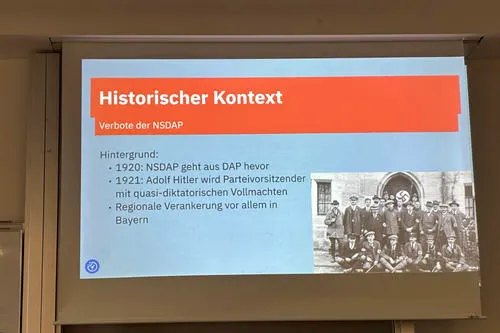 Historischer Kontext
Verbote der NSDAP
Hintergrund:
• 1920: NSDAP geht aus DAP hevor
• 1921: Adolf Hitler wird Parteivorsitzender
mit quasi-diktatorischen Vollmachten
• Regionale Verankerung vor allem in
Bayern